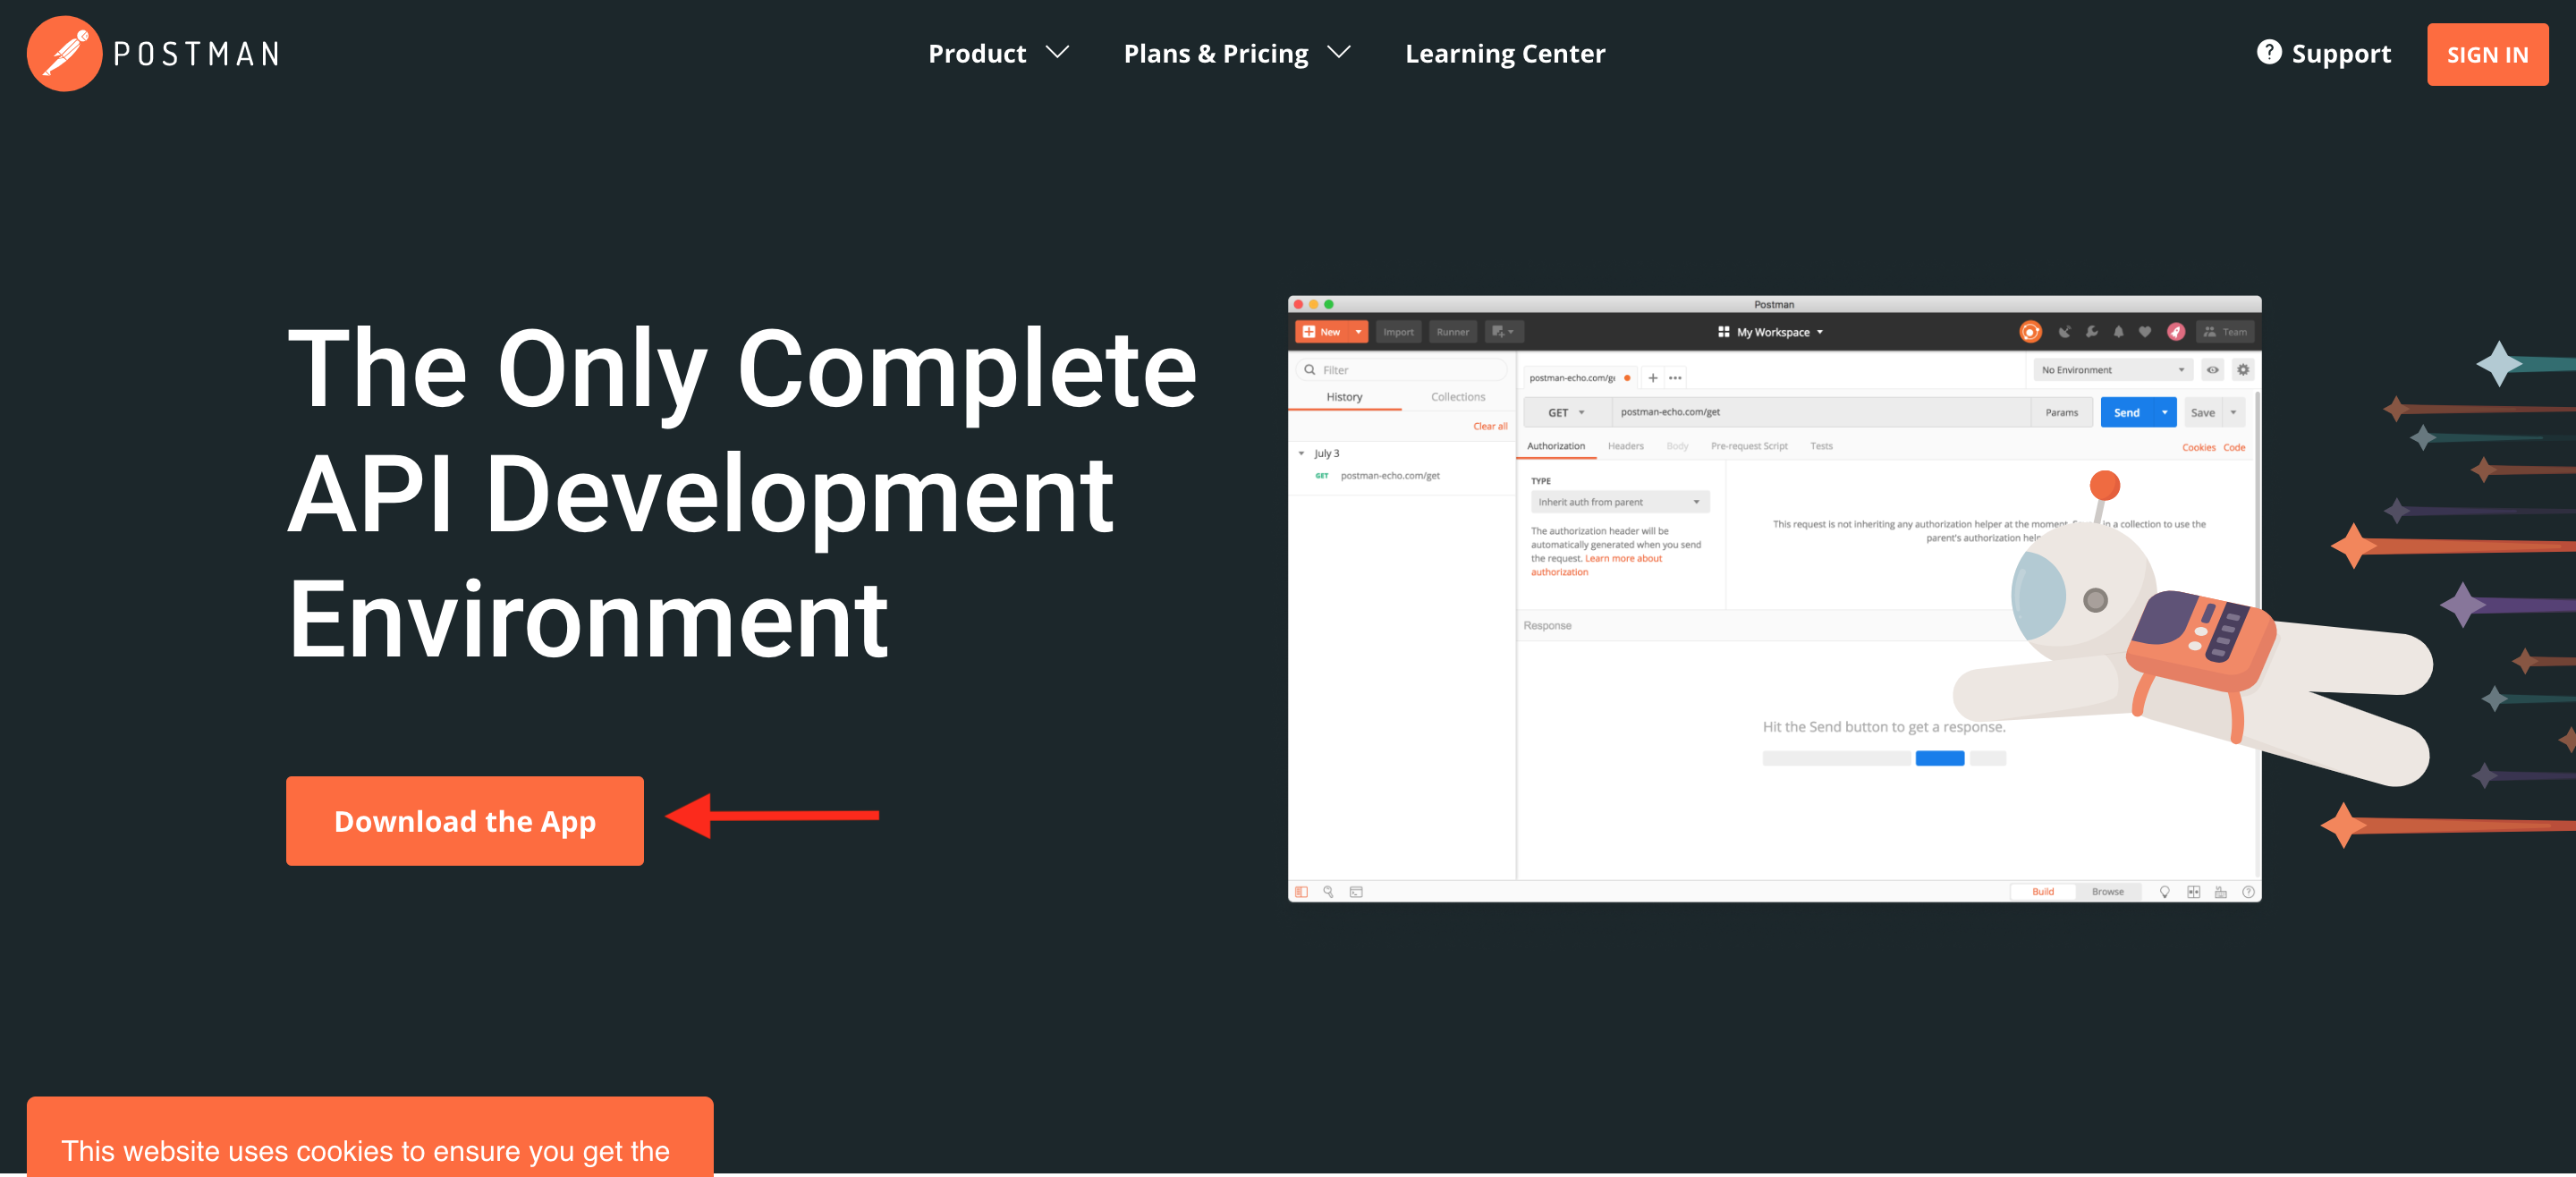 POSTMAN
Product
Plans & Pricing
Learning Center
? Support
SIGN IN
The Only Complete
API Development
Environment
Download the App
Postman
New
Import
Runner
My Workspace
Team
Filter
History
Collections
Clear all
July 3
GET postman-echo.com/get
postman-echo.com/ge
No Environment
GET
postman-echo.com/get
Params
Send
Save
Authorization
Headers
Body
Pre-request Script
Tests
Cookies
Code
TYPE
Inherit auth from parent
The authorization header will be
automatically generated when you send
the request. Learn more about
authorization
This request is not inheriting any authorization helper at the moment. in a collection to use the
parent's authorization
Response
Hit the Send button to get a response.
Build
Browse
This website uses cookies to ensure you get the